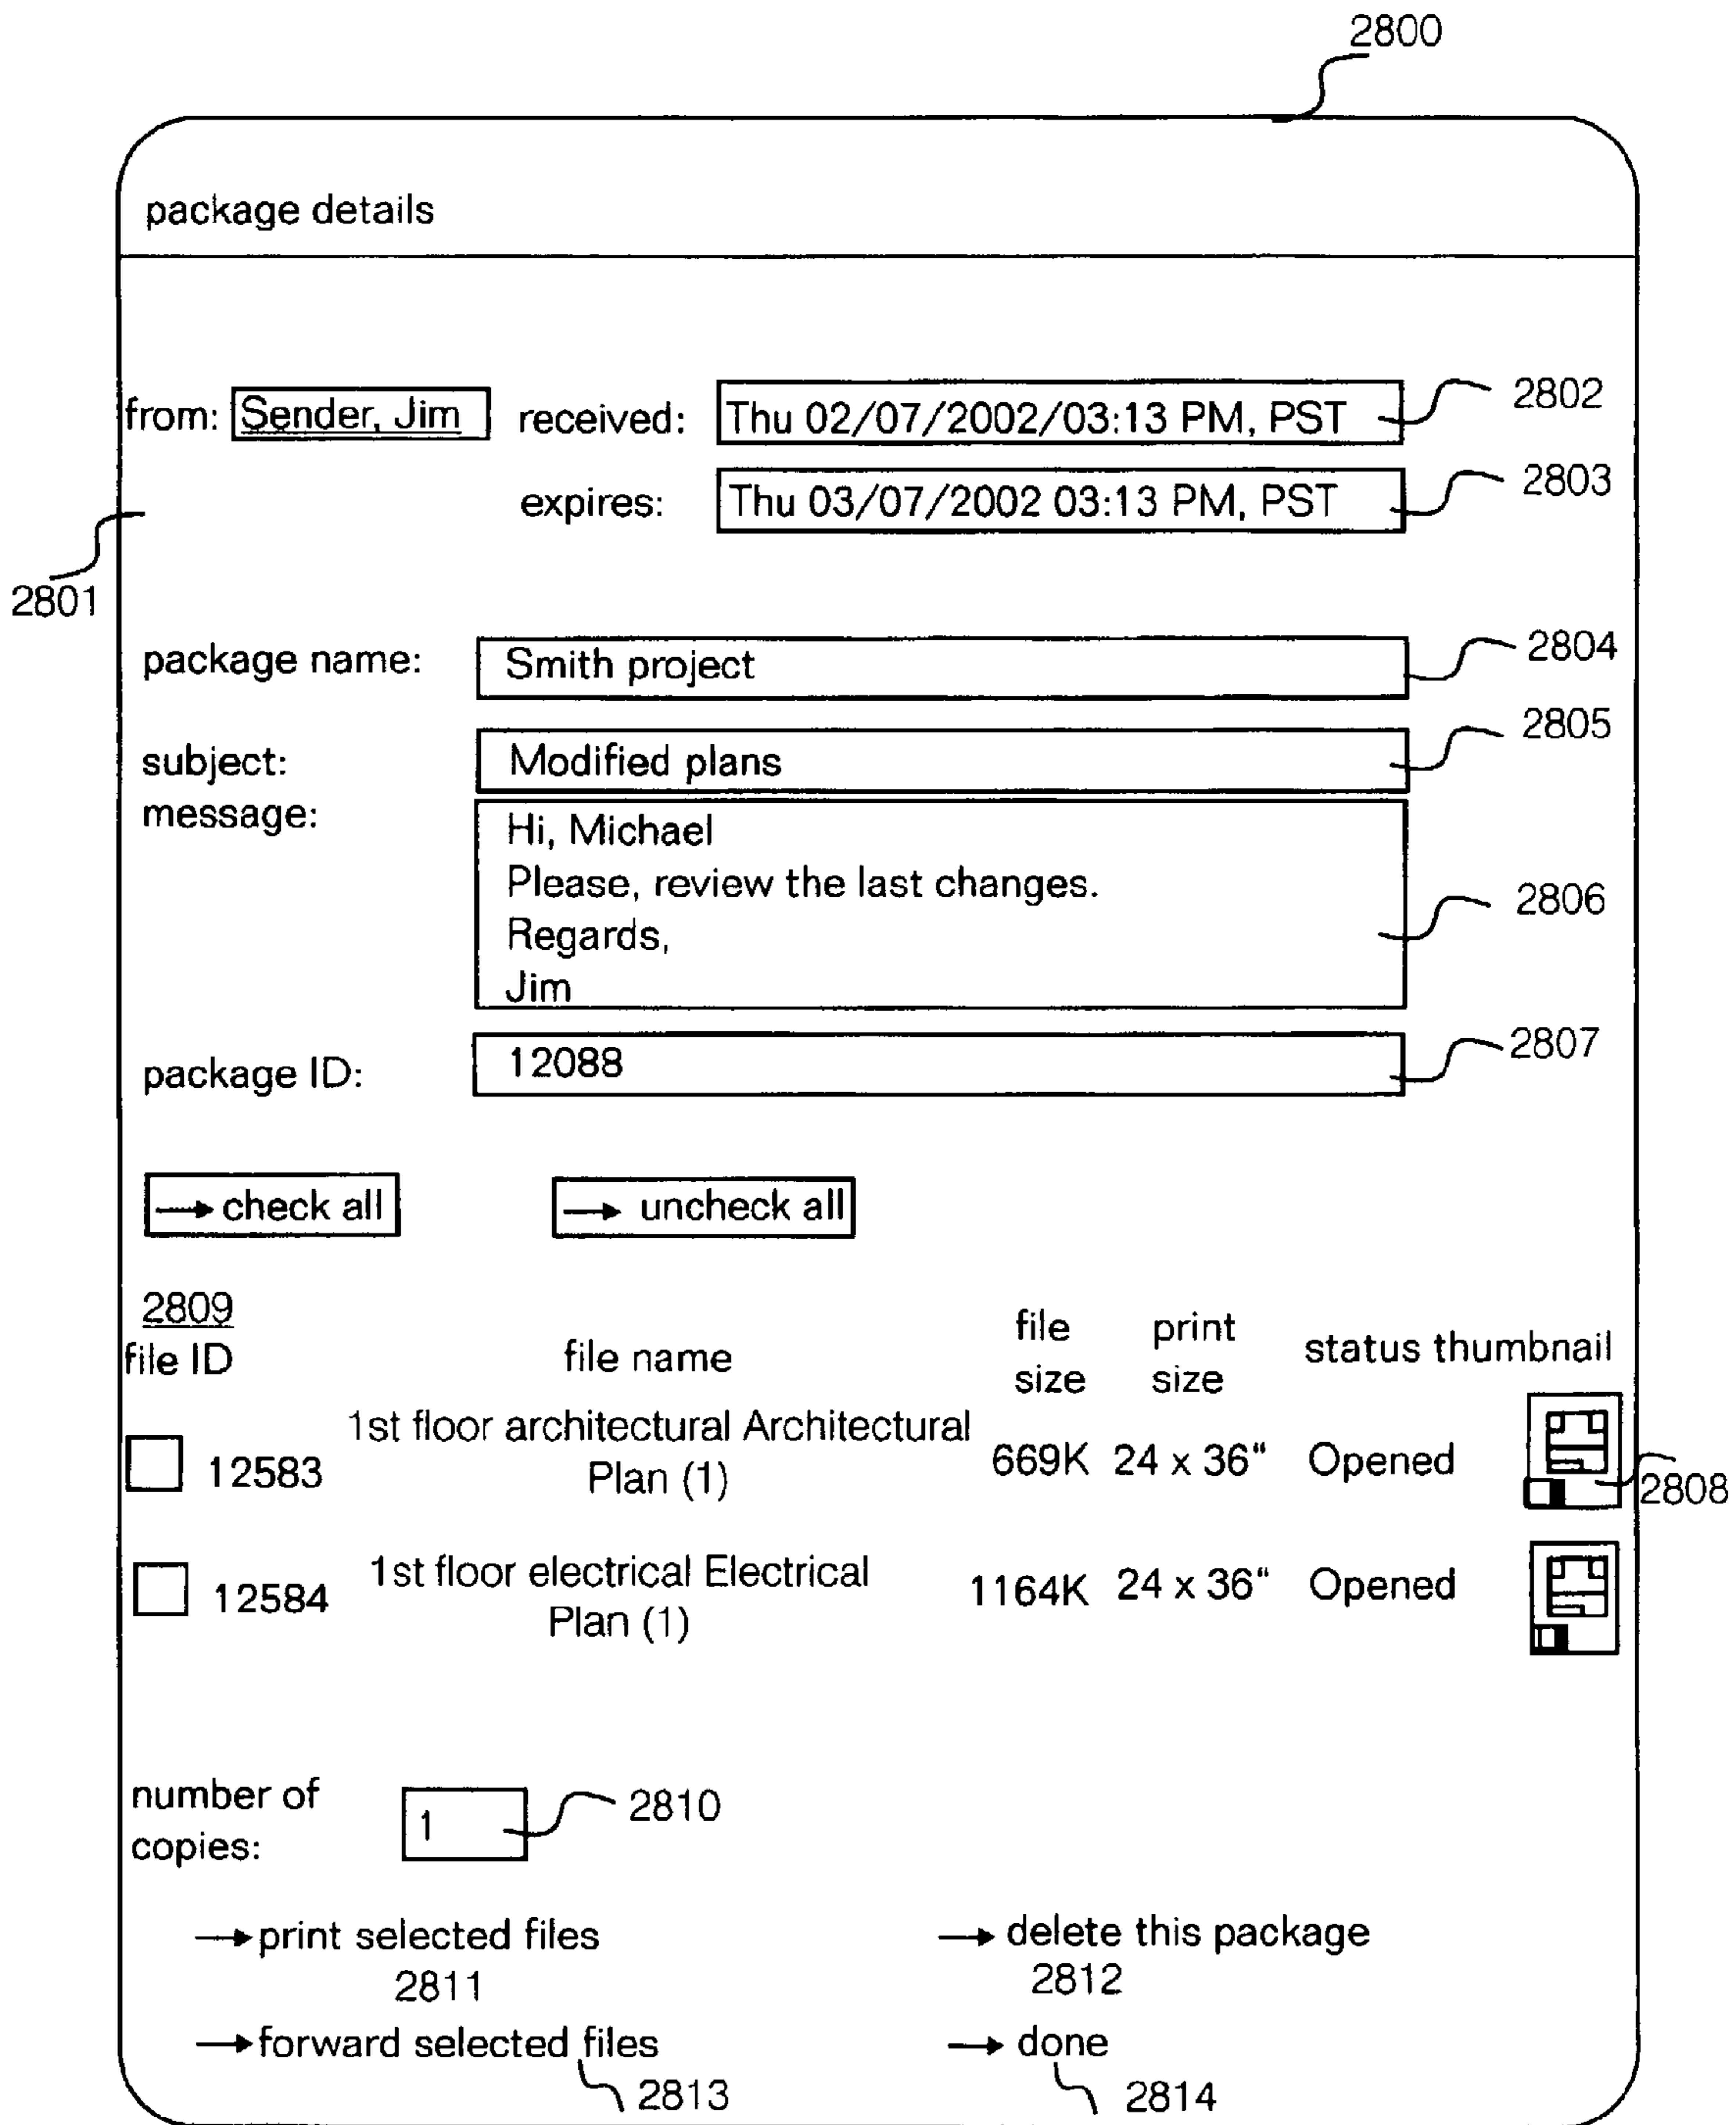 2800
package details
from: Sender, Jim received: Thu 02/07/2002/03:13 PM, PST 2802
expires: Thu 03/07/2002 03:13 PM, PST 2803
2801
package name: Smith project 2804
subject: Modified plans 2805
message: Hi, Michael
Please, review the last changes.
Regards,
Jim
2806
package ID: 12088 2807
→ check all → uncheck all
2809
file ID file name file size print size status thumbnail
12583 1st floor architectural Architectural Plan (1) 669K 24 x 36“ Opened 2808
12584 1st floor electrical Electrical Plan (1) 1164K 24 x 36“ Opened
number of copies: 1 2810
→ print selected files → delete this package
2811 2812
→ forward selected files → done
2813 2814